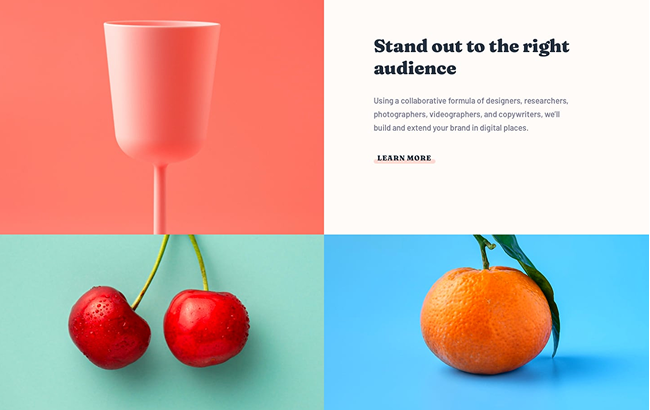 Stand out to the right
audience
Using a collaborative formula of designers, researchers,
photographers, videographers, and copywriters, we'll
build and extend your brand in digital places.
LEARN MORE